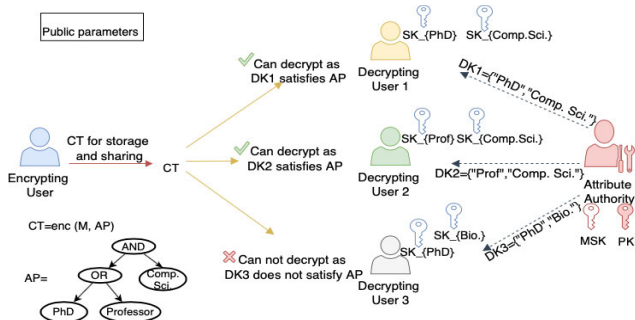 Public parameters
SK_{PhD}
SK_{Comp.Sci.}
Can decrypt as
DK1 satisfies AP
Decrypting
User 1
DK1={"PhD","Comp. Sci."}
CT for storage
and sharing
Encrypting
User
CT
Can decrypt as
DK2 satisfies AP
SK_{Prof}
SK_{Comp.Sci.}
Decrypting
User 2
DK2={"Prof","Comp. Sci."}
Attribute
Authority
MSK
PK
CT=enc (M, AP)
AP=
AND
OR
Comp.
Sci.
PhD
Professor
Can not decrypt as
DK3 does not satisfy AP
SK_{Bio.}
SK_{PhD}
Decrypting
User 3
DK3={"PhD","Bio."}